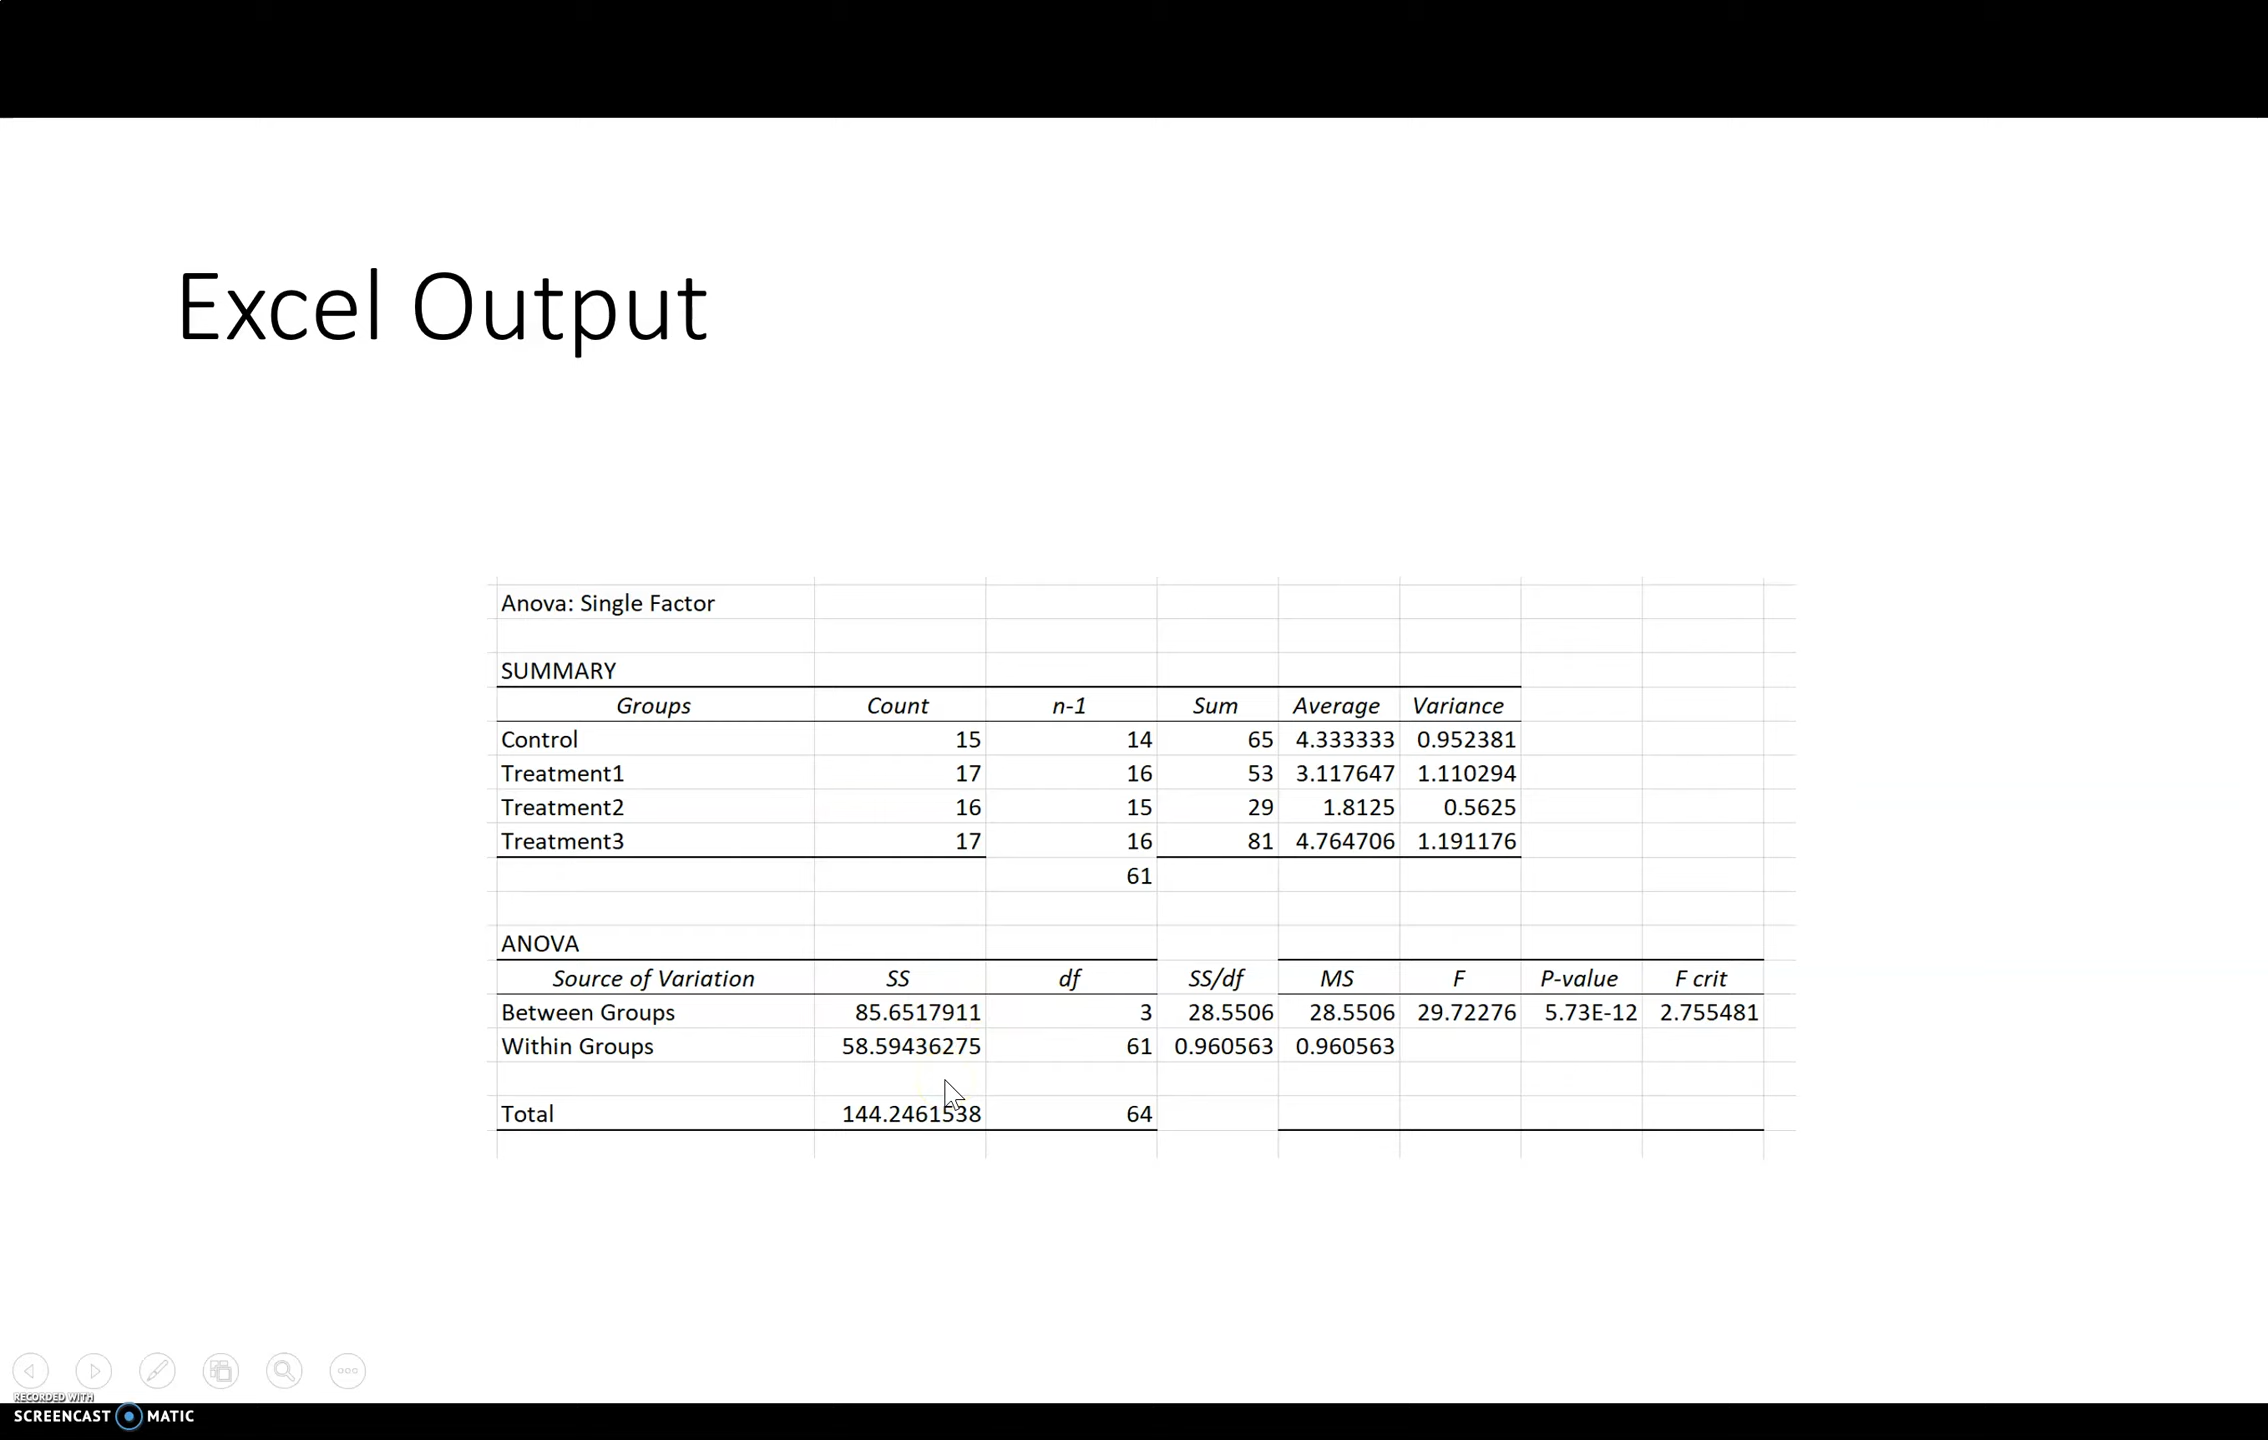 Excel Output
Anova: Single Factor
SUMMARY
Groups Count n-1 Sum Average Variance
Control 15 14 65 4.333333 0.952381
Treatment1 17 16 53 3.117647 1.110294
Treatment2 16 15 29 1.8125 0.5625
Treatment3 17 16 81 4.764706 1.191176
61
ANOVA
Source of Variation SS df SS/df MS F P-value F crit
Between Groups 85.6517911 3 28.5506 28.5506 29.72276 5.73E-12 2.755481
Within Groups 58.59436275 61 0.960563 0.960563
Total 144.2461538 64
RECORDED WITH
SCREENCAST MATIC